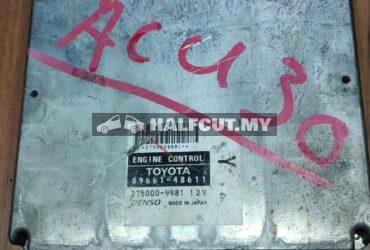 ACU30
HALFCUT.MY
ENGINE CONTROL
Y
TOYOTA
89661-48611
275000-9981 12V
DENSO MADE IN JAPAN